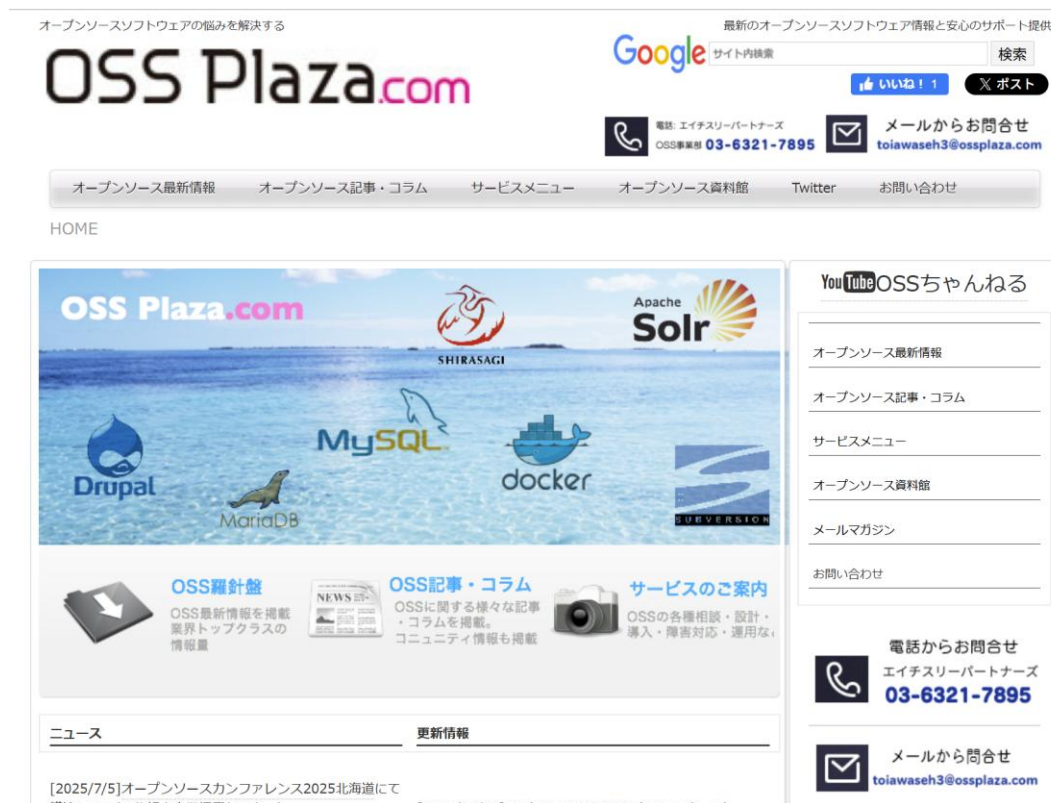 オープンソースソフトウェアの悩みを解決する
最新のオープンソースソフトウェア情報と安心のサポート提供
OSS Plaza.com
Google サイト内検索 検索
いいね！ 1
X ポスト
電話: エイチスリーパートナーズ
OSS事業部 03-6321-7895
メールからお問合せ
toiawaseh3@ossplaza.com
オープンソース最新情報 オープンソース記事・コラム サービスメニュー オープンソース資料館 Twitter お問い合わせ
HOME
OSS Plaza.com
SHIRASAGI
Apache
Solr
MySQL
docker
Drupal
MariaDB
SUBVERSION
OSS羅針盤
OSS最新情報を掲載
業界トップクラスの
情報量
NEWS
OSS記事・コラム
OSSに関する様々な記事
・コラムを掲載。
コニュニティ情報も掲載
サービスのご案内
OSSの各種相談・設計・
導入・障害対応・運用な
ニュース
更新情報
[2025/7/5]オープンソースカンファレンス2025北海道にて
YouTube OSSちゃんねる
オープンソース最新情報
オープンソース記事・コラム
サービスメニュー
オープンソース資料館
メールマガジン
お問い合わせ
電話からお問合せ
エイチスリーパートナーズ
03-6321-7895
メールから問合せ
toiawaseh3@ossplaza.com